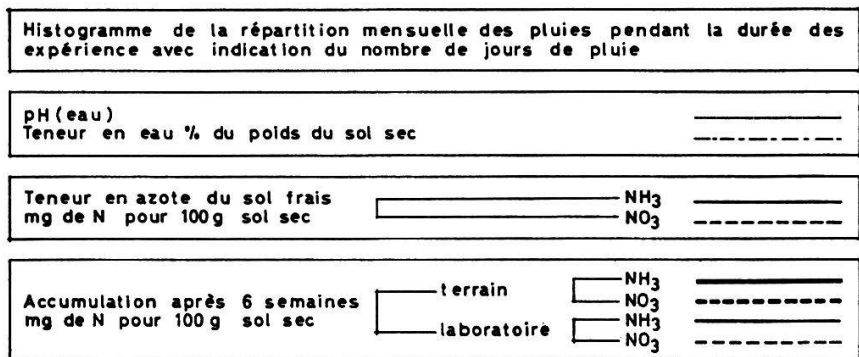 Histogramme de la répartition mensuelle des pluies pendant la durée des
expérience avec indication du nombre de jours de pluie
pH(eau)
Teneur en eau % du poids du sol sec
Teneur en azote du sol frais
mg de N pour 100g sol sec
NH3
NO3
Accumulation après 6 semaines
mg de N pour 100g sol sec
terrain
NH3
NO3
laboratoire
NH3
NO3